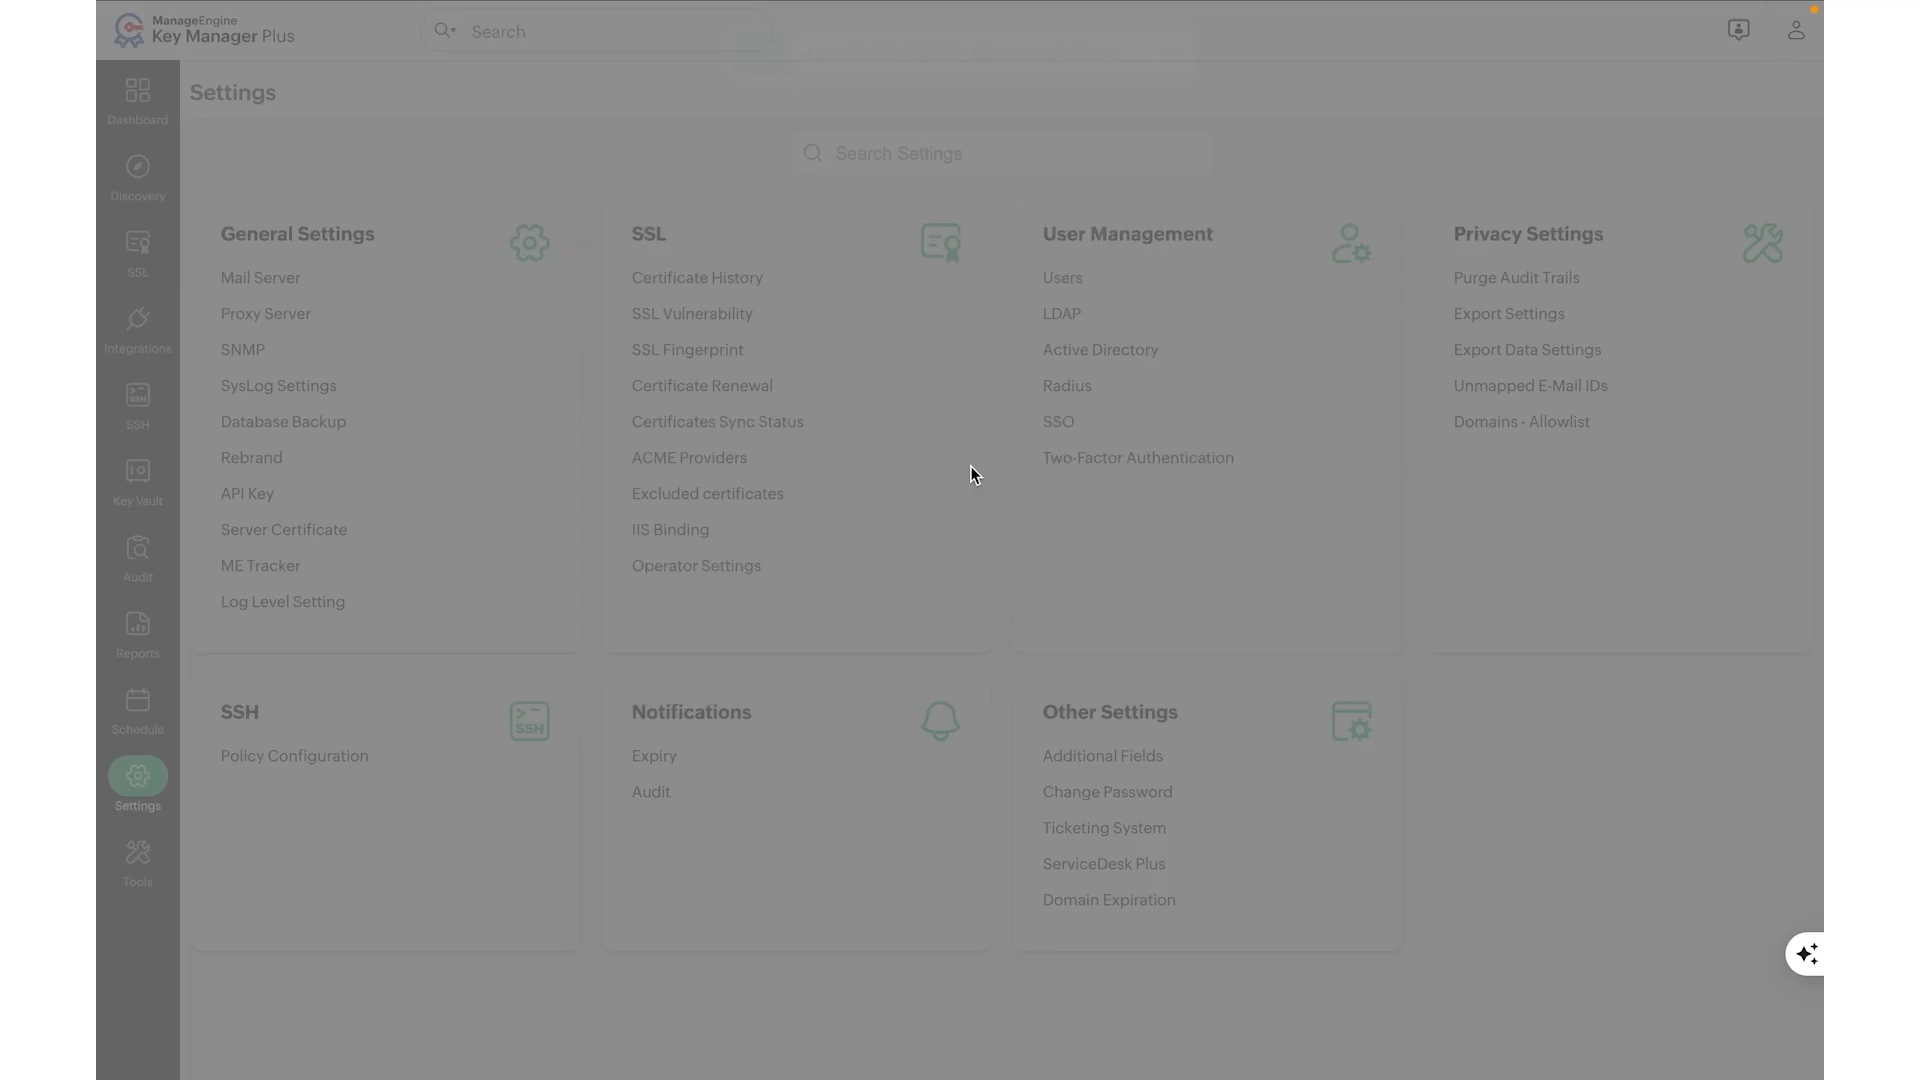 ManageEngine
Key Manager Plus
Search
Dashboard
Discovery
SSL
Integrations
SSH
Key Vault
Audit
Reports
Schedule
Settings
Tools
Settings
Search Settings
General Settings
Mail Server
Proxy Server
SNMP
SysLog Settings
Database Backup
Rebrand
API Key
Server Certificate
ME Tracker
Log Level Setting
SSL
Certificate History
SSL Vulnerability
SSL Fingerprint
Certificate Renewal
Certificates Sync Status
ACME Providers
Excluded certificates
IIS Binding
Operator Settings
User Management
Users
LDAP
Active Directory
Radius
SSO
Two-Factor Authentication
Privacy Settings
Purge Audit Trails
Export Settings
Export Data Settings
Unmapped E-Mail IDs
Domains - Allowlist
SSH
SSH
Policy Configuration
Notifications
Expiry
Audit
Other Settings
Additional Fields
Change Password
Ticketing System
ServiceDesk Plus
Domain Expiration